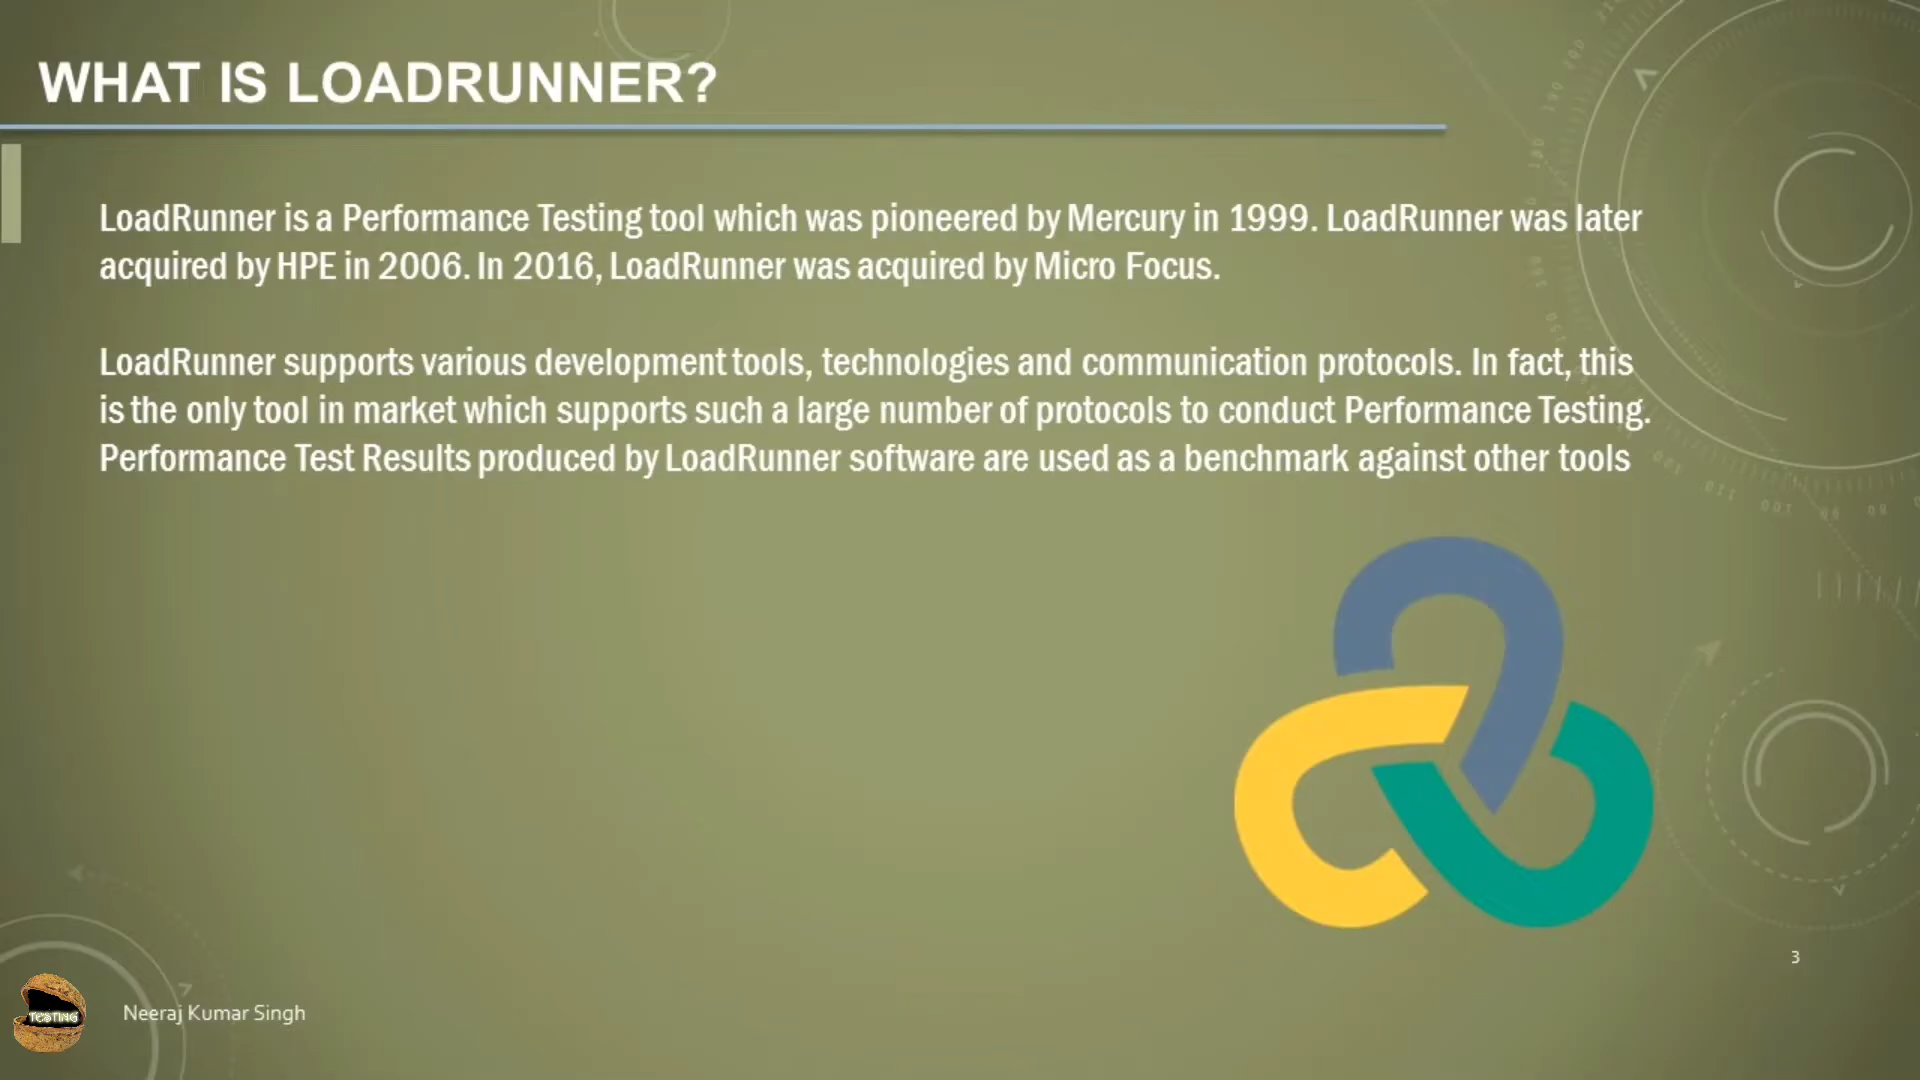 WHAT IS LOADRUNNER?
LoadRunner is a Performance Testing tool which was pioneered by Mercury in 1999. LoadRunner was later
acquired by HPE in 2006. In 2016, LoadRunner was acquired by Micro Focus.
LoadRunner supports various development tools, technologies and communication protocols. In fact, this
is the only tool in market which supports such a large number of protocols to conduct Performance Testing.
Performance Test Results produced by LoadRunner software are used as a benchmark against other tools
3
TESTING
Neeraj Kumar Singh